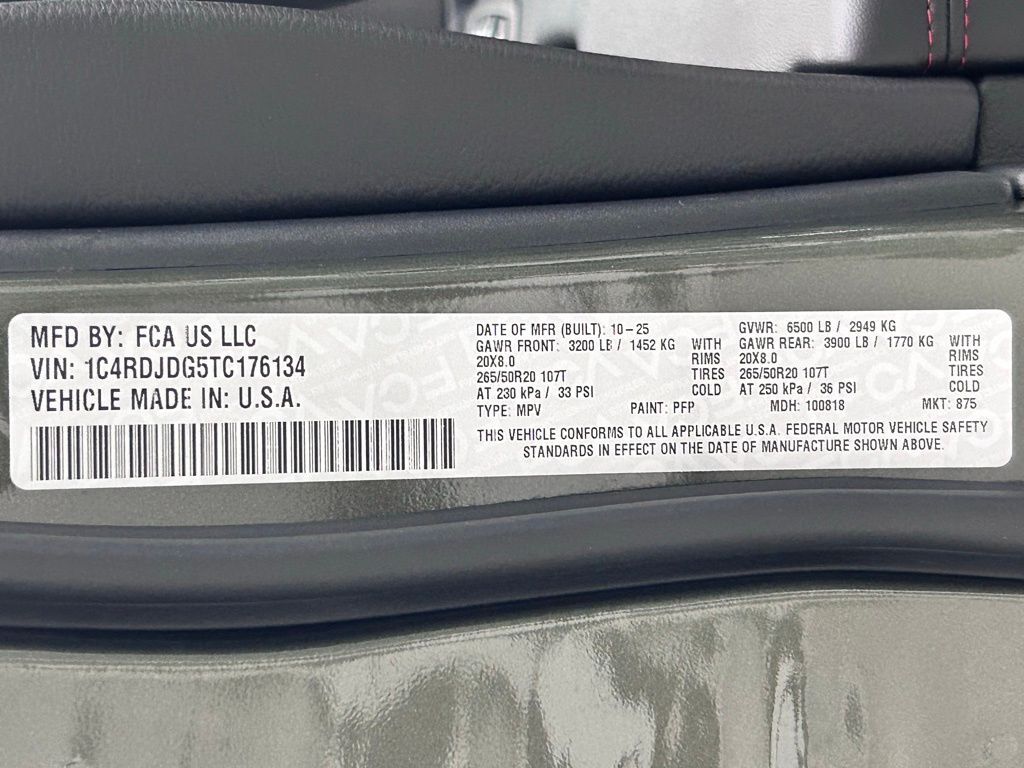 MFD BY: FCA US LLC
VIN: 1C4RDJDG5TC176134
VEHICLE MADE IN: U.S.A.
DATE OF MFR (BUILT): 10-25
GAWR FRONT: 3200 LB / 1452 KG WITH
20X8.0 RIMS
265/50R20 107T TIRES
AT 230 kPa / 33 PSI COLD
GVWR: 6500 LB / 2949 KG
GAWR REAR: 3900 LB / 1770 KG WITH
20X8.0 RIMS
265/50R20 107T TIRES
AT 250 kPa / 36 PSI COLD
TYPE: MPV PAINT: PFP MDH: 100818 MKT: 875
THIS VEHICLE CONFORMS TO ALL APPLICABLE U.S.A. FEDERAL MOTOR VEHICLE SAFETY
STANDARDS IN EFFECT ON THE DATE OF MANUFACTURE SHOWN ABOVE.